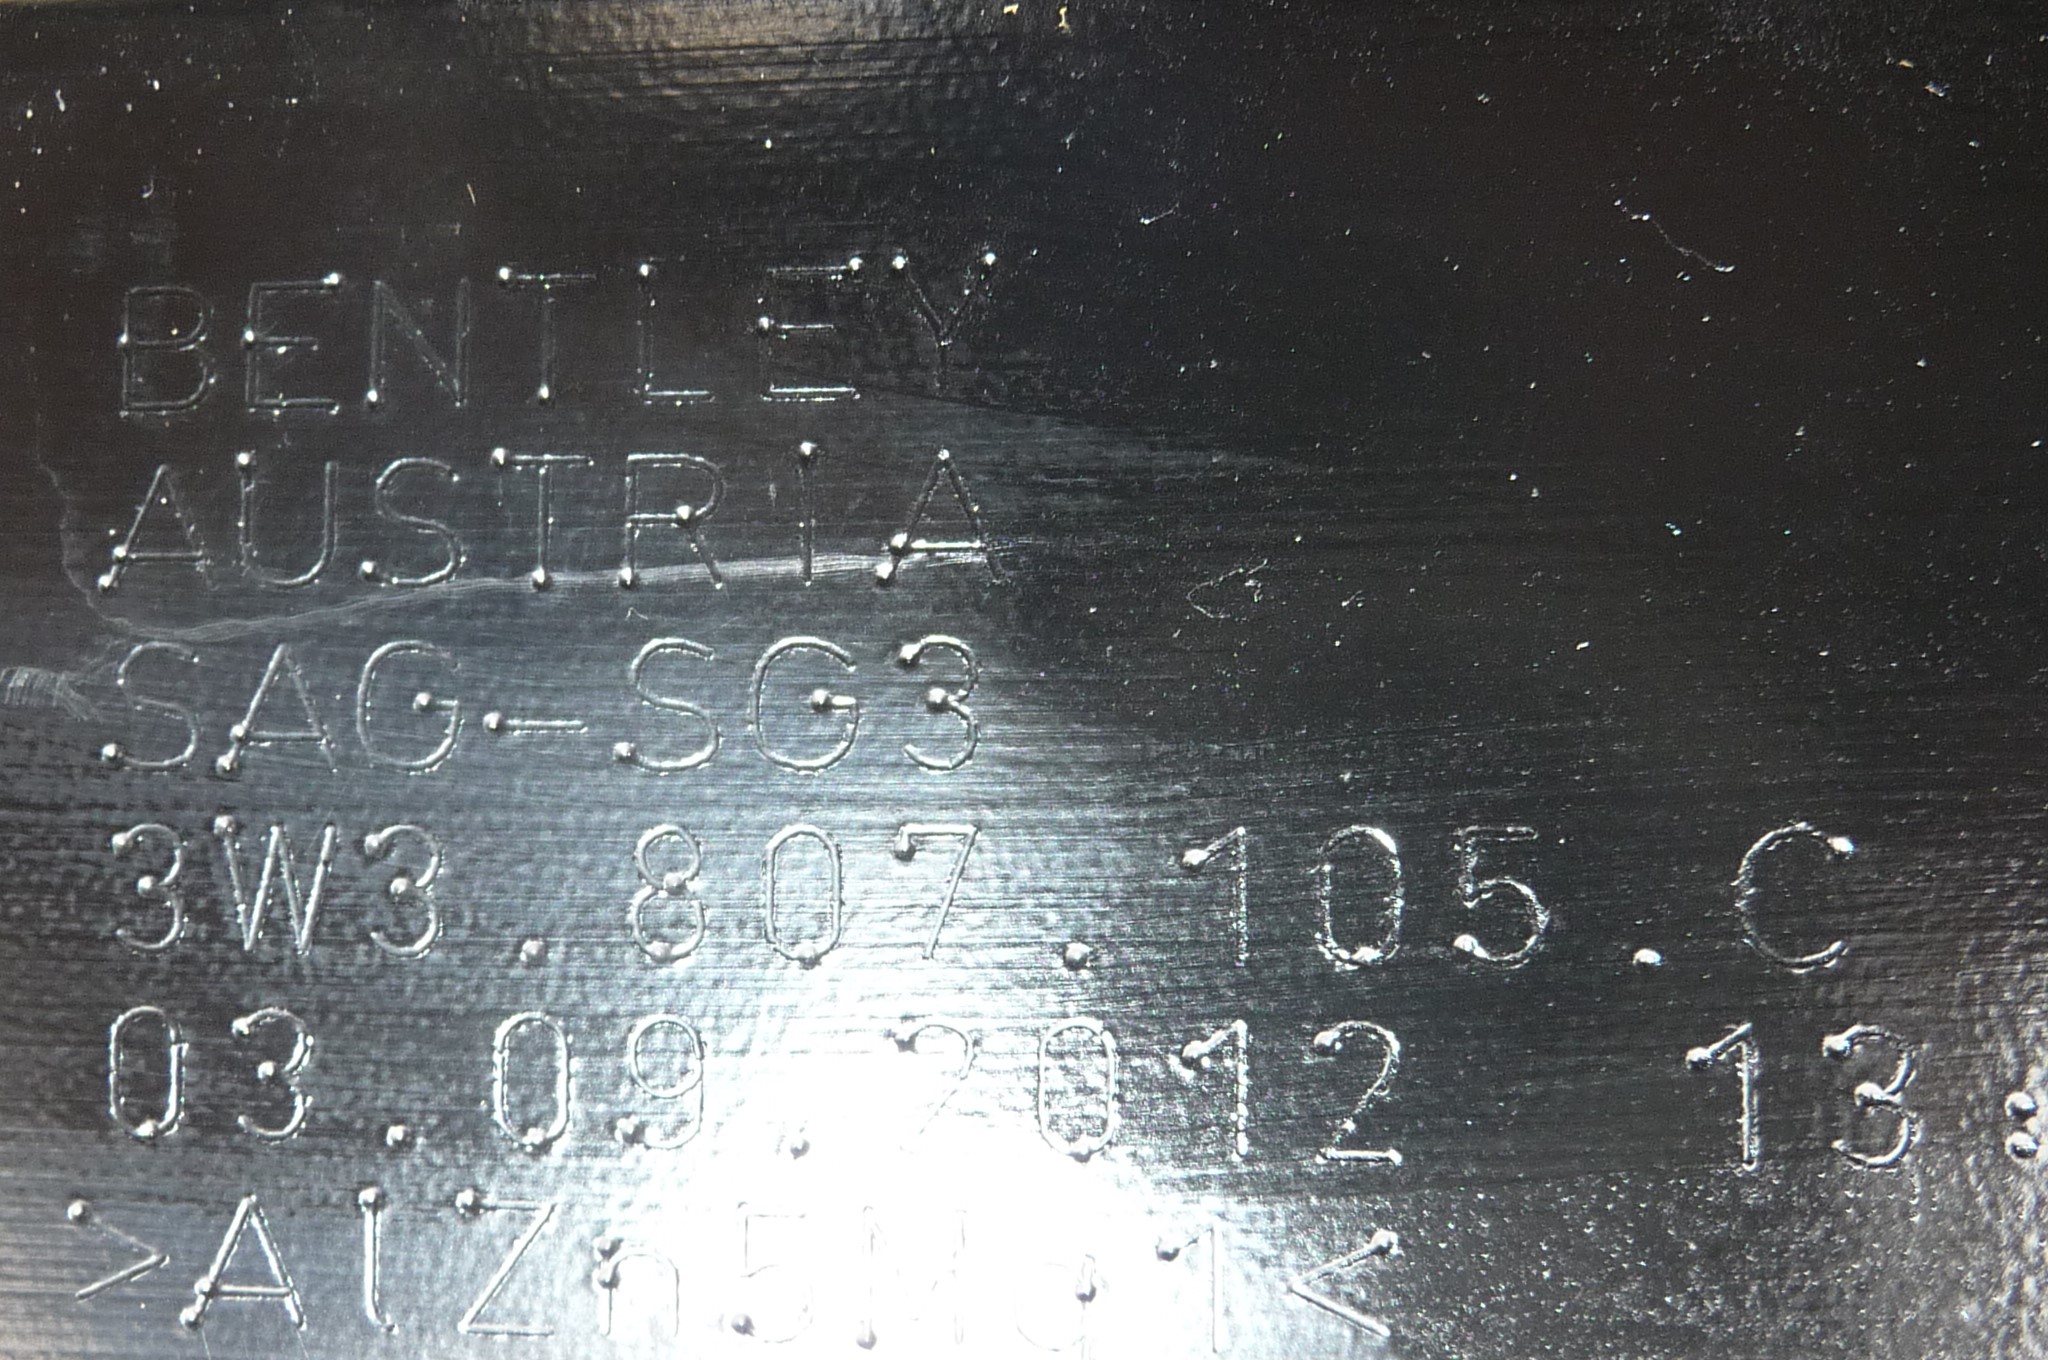 BENTLEY
AUSTRIA
SAG-SG3
3W3.807.105.C
03.09.2012 13:
>AlZn5Mg1<